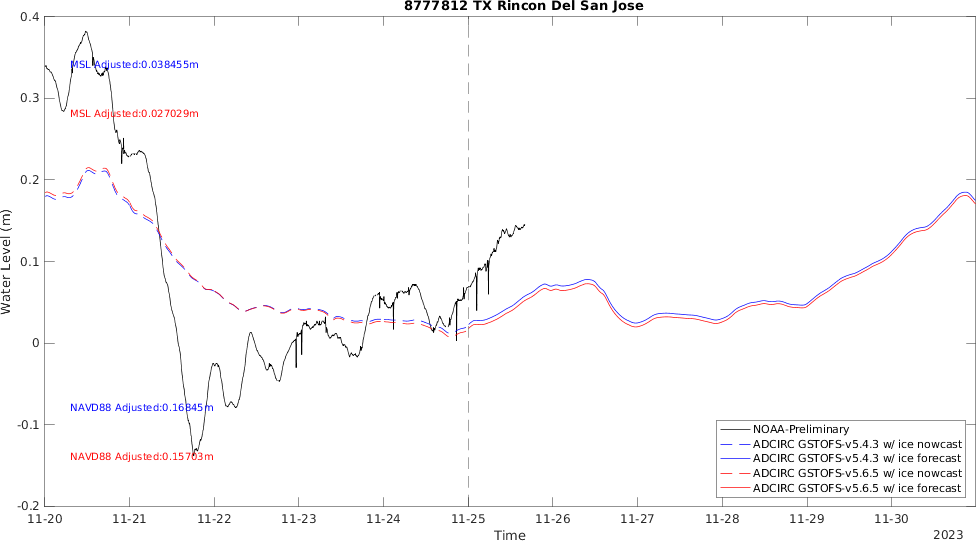 8777812 TX Rincon Del San Jose
0.4
0.3
0.2
0.1
0
-0.1
-0.2
Water Level (m)
MSL Adjusted:0.038455m
MSL Adjusted:0.027029m
NAVD88 Adjusted:0.16845m
NAVD88 Adjusted:0.15703m
NOAA-Preliminary
ADCIRC GSTOFS-v5.4.3 w/ ice nowcast
ADCIRC GSTOFS-v5.4.3 w/ ice forecast
ADCIRC GSTOFS-v5.6.5 w/ ice nowcast
ADCIRC GSTOFS-v5.6.5 w/ ice forecast
11-20 11-21 11-22 11-23 11-24 11-25 11-26 11-27 11-28 11-29 11-30
Time
2023